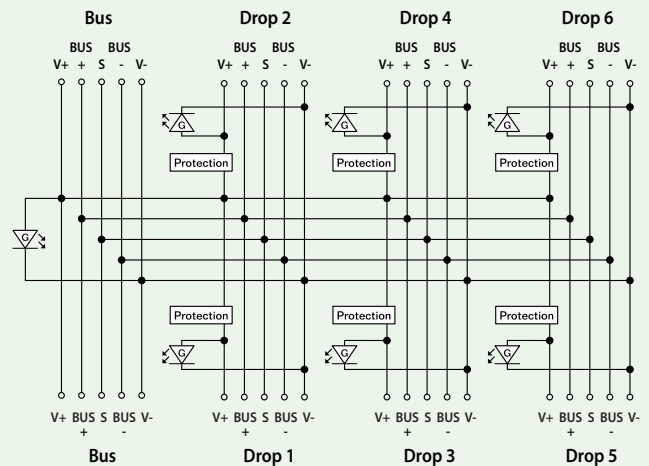 Bus Drop 2 Drop 4 Drop 6
BUS BUS BUS BUS BUS BUS BUS BUS
V+ + S - V- V+ + S - V- V+ + S - V- V+ + S - V-
G G G
Protection Protection Protection
G
Protection Protection Protection
G G G
V+ BUS S BUS V- V+ BUS S BUS V- V+ BUS S BUS V- V+ BUS S BUS V-
+ - + - + - + -
Bus Drop 1 Drop 3 Drop 5